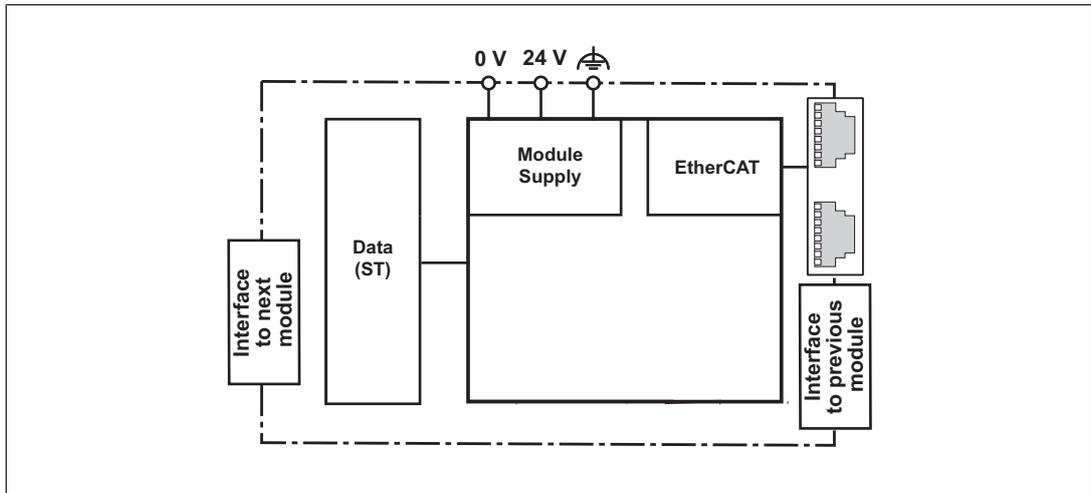 0 V 24 V
Module
Supply
EtherCAT
Data
(ST)
Interface
to next
module
Interface
to previous
module